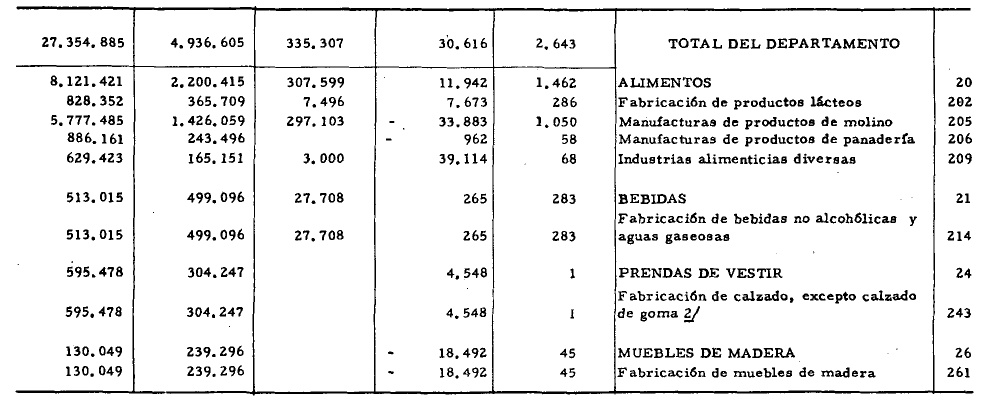 27.354.885 4.936.605 335.307 30.616 2.643 TOTAL DEL DEPARTAMENTO
8.121.421 2.200.415 307.599 11.942 1.462 ALIMENTOS 20
828.352 365.709 7.496 7.673 286 Fabricación de productos lácteos 202
5.777.485 1.426.059 297.103 - 33.883 1.050 Manufacturas de productos de molino 205
886.161 243.496 - 962 58 Manufacturas de productos de panadería 206
629.423 165.151 3.000 39.114 68 Industrias alimenticias diversas 209
513.015 499.096 27.708 265 283 BEBIDAS 21
Fabricación de bebidas no alcohólicas y
513.015 499.096 27.708 265 283 aguas gaseosas 214
595.478 304.247 4.548 1 PRENDAS DE VESTIR 24
Fabricación de calzado, excepto calzado
595.478 304.247 4.548 1 de goma 2/ 243
130.049 239.296 - 18.492 45 MUEBLES DE MADERA 26
130.049 239.296 - 18.492 45 Fabricación de muebles de madera 261